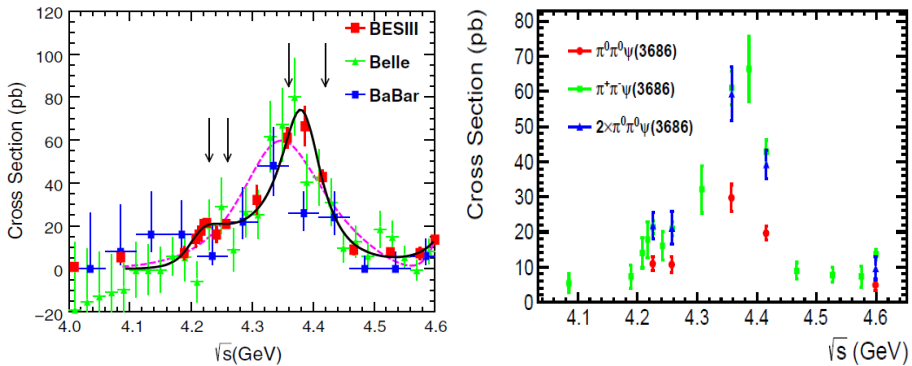 Cross Section (pb)
120
100
80
60
40
20
0
−20
BESIII
Belle
BaBar
4.0 4.1 4.2 4.3 4.4 4.5 4.6
√s(GeV)
Cross Section (pb)
80
70
60
50
40
30
20
10
0
π⁰π⁰ψ(3686)
π⁺π⁻ψ(3686)
2×π⁰π⁰ψ(3686)
4.1 4.2 4.3 4.4 4.5 4.6
√s (GeV)